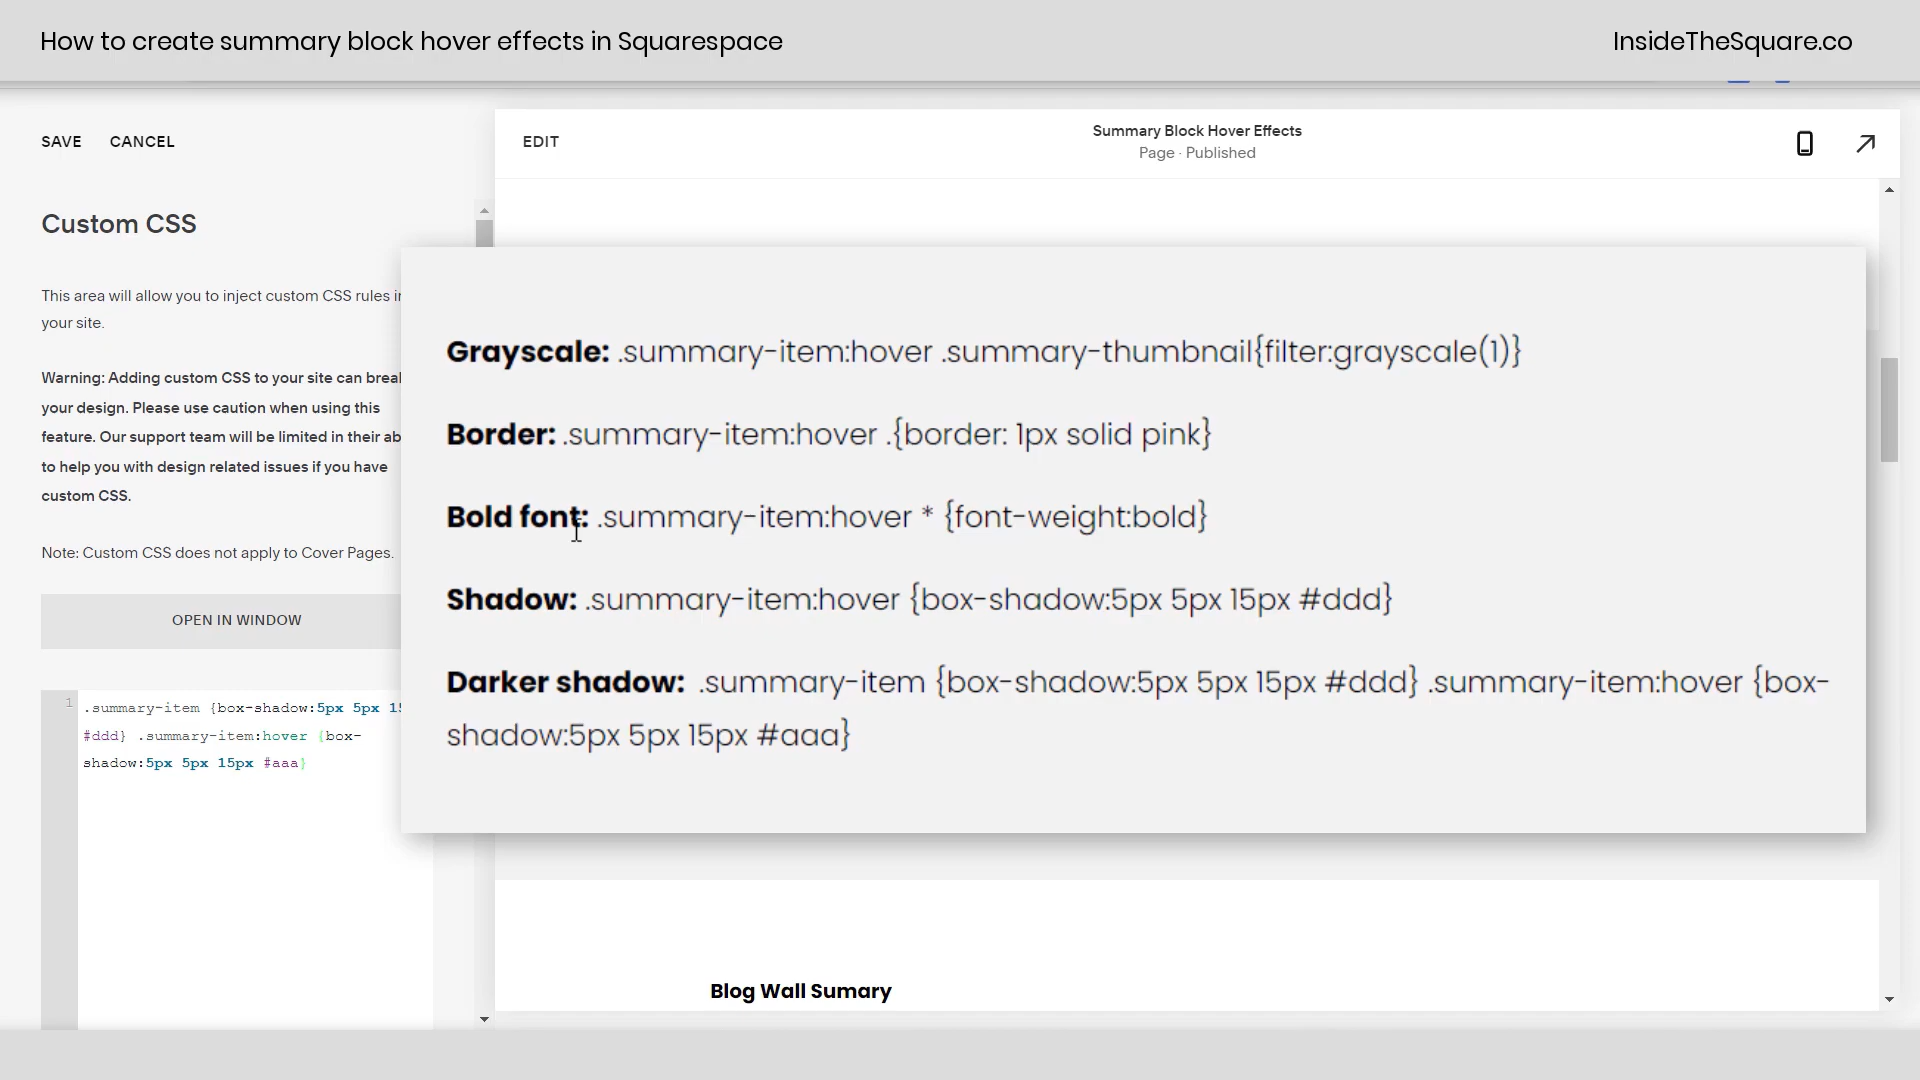 How to create summary block hover effects in Squarespace
InsideTheSquare.co
SAVE CANCEL
EDIT
Summary Block Hover Effects
Page · Published
Custom CSS
This area will allow you to inject custom CSS rules
your site.
Warning: Adding custom CSS to your site can
your design. Please use caution when using this
feature. Our support team will be limited in their
to help you with design related issues if you have
custom CSS.
Note: Custom CSS does not apply to Cover Pages.
OPEN IN WINDOW
1
.summary-item {box-shadow:5px 5px
#ddd} .summary-item:hover {box-
shadow:5px 5px 15px #aaa}
Grayscale: .summary-item:hover .summary-thumbnail{filter:grayscale(1)}
Border: .summary-item:hover .{border: 1px solid pink}
Bold font: .summary-item:hover * {font-weight:bold}
Shadow: .summary-item:hover {box-shadow:5px 5px 15px #ddd}
Darker shadow: .summary-item {box-shadow:5px 5px 15px #ddd} .summary-item:hover {box-
shadow:5px 5px 15px #aaa}
Blog Wall Sumary